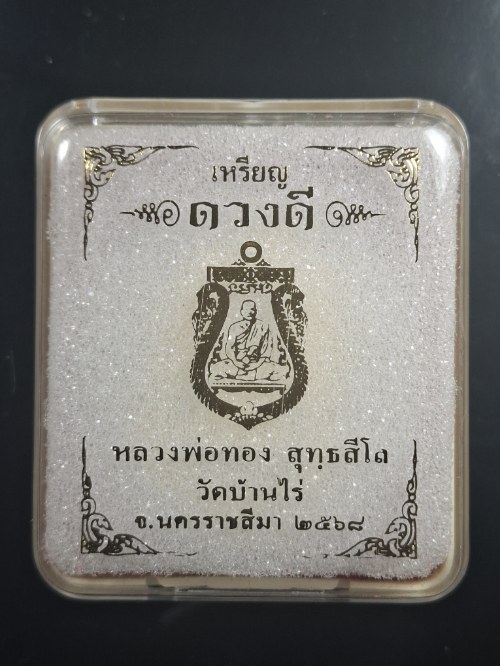 เหรียญ
ดวงดี
หลวงพ่อทอง สุทฺธสีโล
วัดบ้านไร่
จ.นครราชสีมา ๒๕๖๘